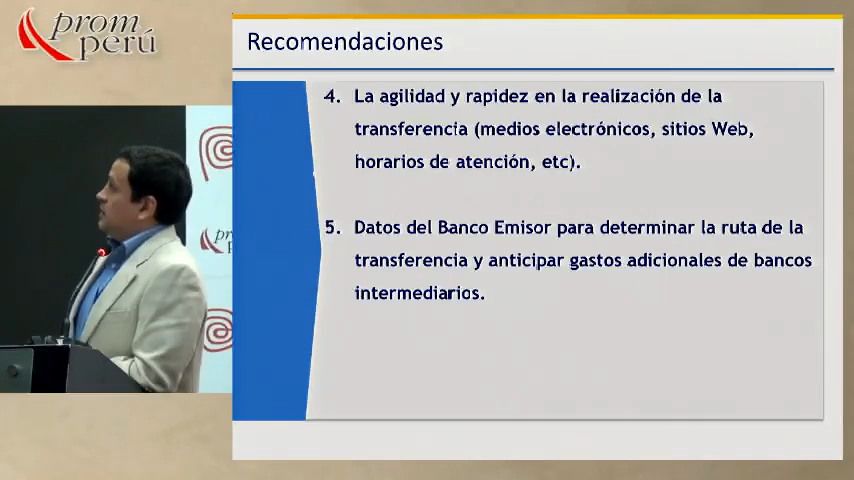 prom
perú
Recomendaciones
4. La agilidad y rapidez en la realización de la
transferencia (medios electrónicos, sitios Web,
horarios de atención, etc).
5. Datos del Banco Emisor para determinar la ruta de la
transferencia y anticipar gastos adicionales de bancos
intermediarios.